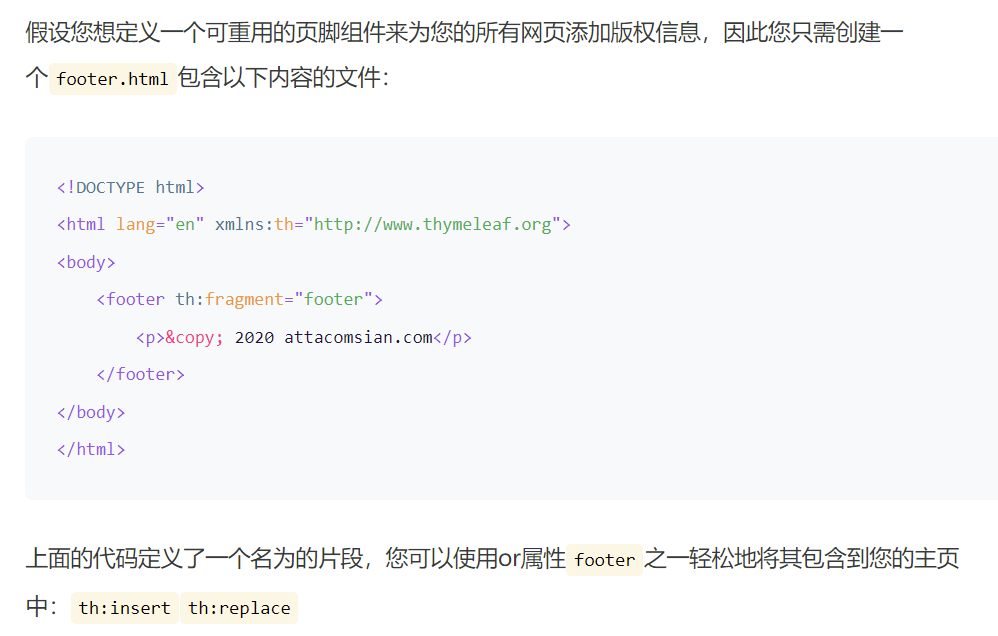 假设您想定义一个可重用的页脚组件来为您的所有网页添加版权信息，因此您只需创建一
个 footer.html 包含以下内容的文件：
<!DOCTYPE html>
<html lang="en" xmlns:th="http://www.thymeleaf.org">
<body>
    <footer th:fragment="footer">
        <p>&copy; 2020 attacomsian.com</p>
    </footer>
</body>
</html>
上面的代码定义了一个名为的片段，您可以使用or属性 footer 之一轻松地将其包含到您的主页
中： th:insert th:replace